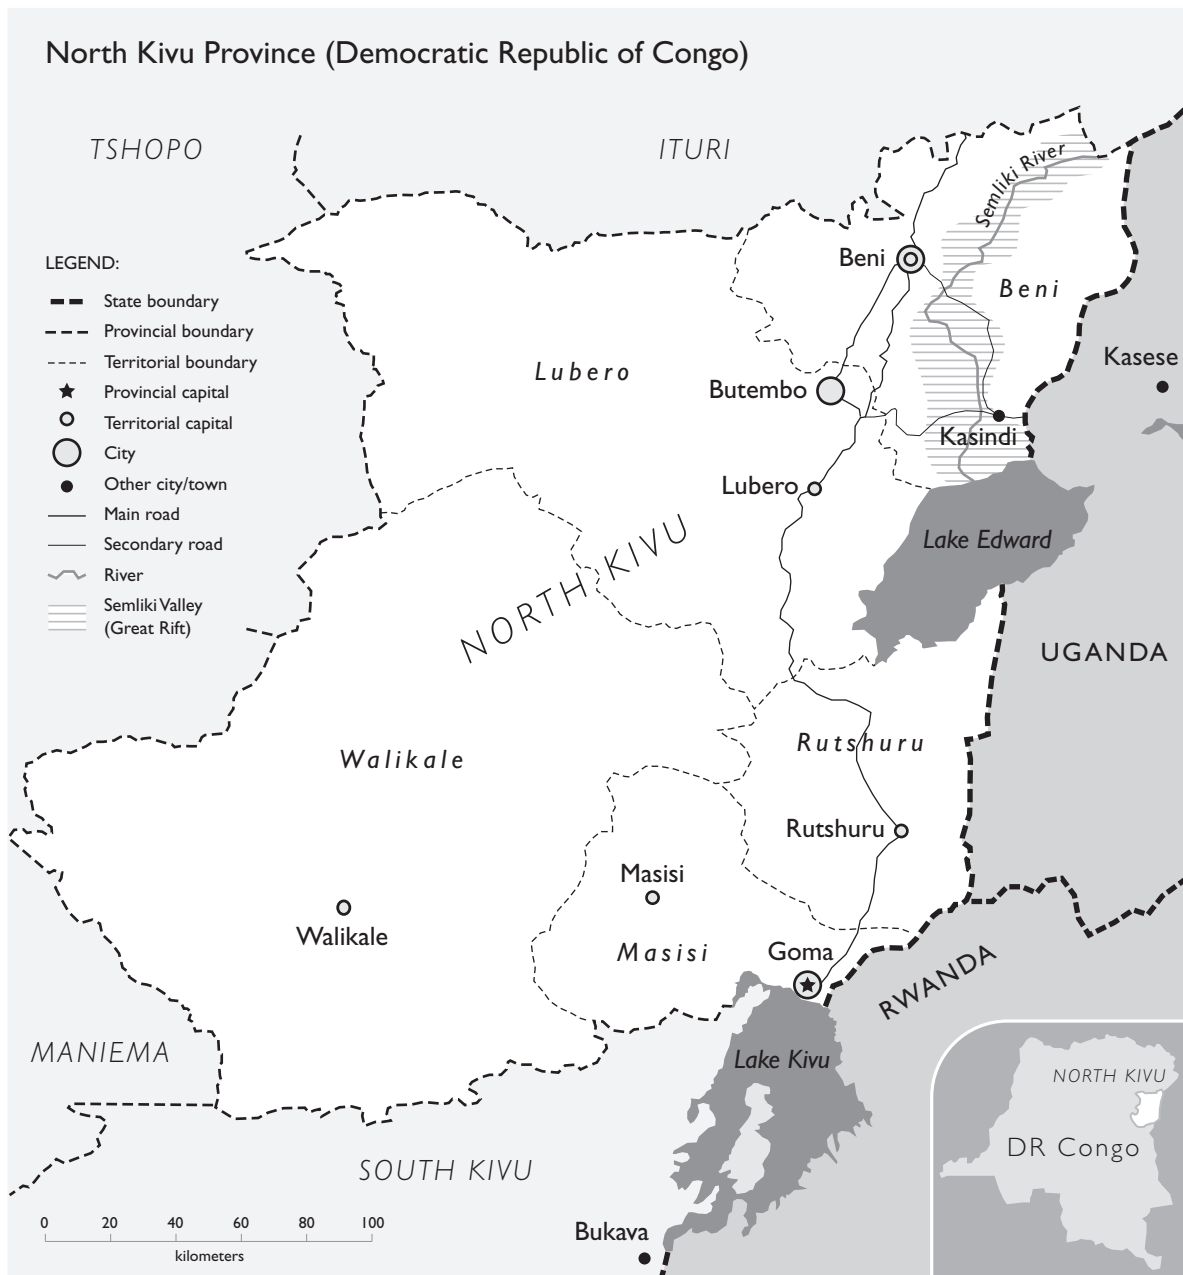 North Kivu Province (Democratic Republic of Congo)
TSHOPO
ITURI
Semliki River
LEGEND:
State boundary
Provincial boundary
Territorial boundary
Provincial capital
Territorial capital
City
Other city/town
Main road
Secondary road
River
Semliki Valley
(Great Rift)
Beni
Beni
Kasese
Lubero
Butembo
Kasindi
Lubero
Lake Edward
NORTH KIVU
UGANDA
Rutshuru
Walikale
Rutshuru
Masisi
Walikale
Masisi
Goma
RWANDA
MANIEMA
Lake Kivu
NORTH KIVU
DR Congo
SOUTH KIVU
Bukava
0 20 40 60 80 100
kilometers